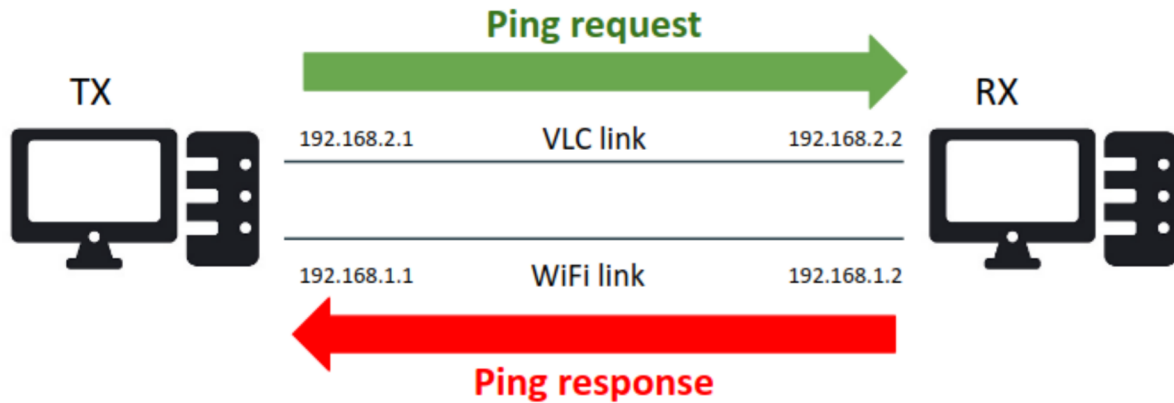 Ping request
TX
RX
192.168.2.1 VLC link 192.168.2.2
192.168.1.1 WiFi link 192.168.1.2
Ping response